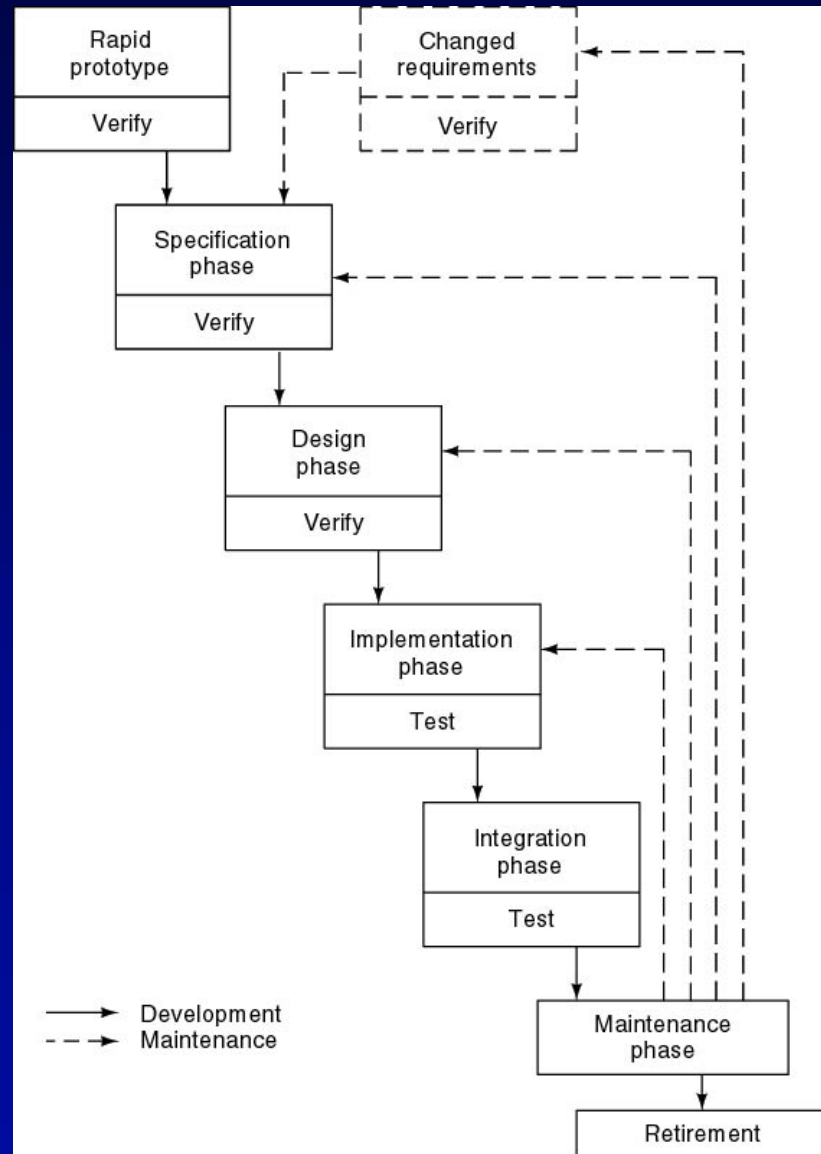 Rapid
prototype
Verify
Changed
requirements
Verify
Specification
phase
Verify
Design
phase
Verify
Implementation
phase
Test
Integration
phase
Test
Development
Maintenance
Maintenance
phase
Retirement